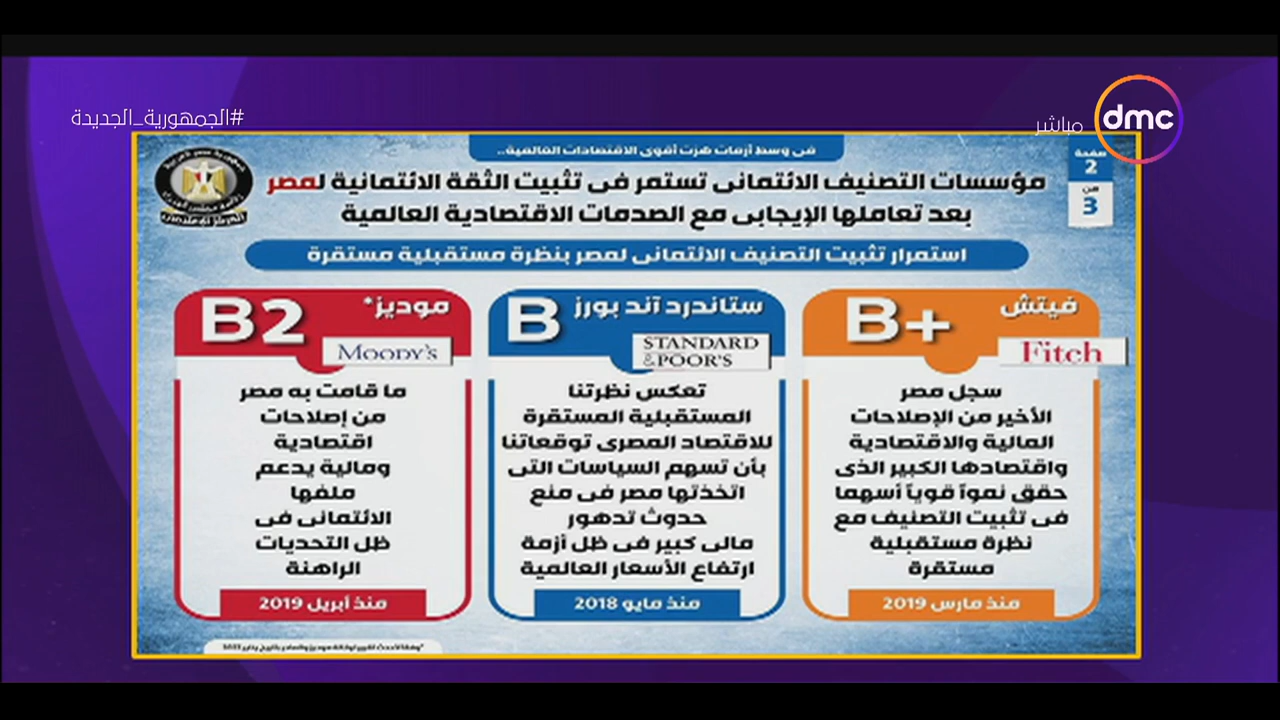 #الجمهورية_الجديدة
dmc
مباشر
صفحة
2
من
3
فى وسط أزمات هزت أقوى الاقتصادات العالمية..
مؤسسات التصنيف الائتمانى تستمر فى تثبيت الثقة الائتمانية لمصر
بعد تعاملها الإيجابى مع الصدمات الاقتصادية العالمية
استمرار تثبيت التصنيف الائتمانى لمصر بنظرة مستقبلية مستقرة
فيتش
B+
Fitch
سجل مصر
الأخير من الإصلاحات
المالية والاقتصادية
واقتصادها الكبير الذى
حقق نمواً قوياً أسهما
فى تثبيت التصنيف مع
نظرة مستقبلية
مستقرة
منذ مارس 2019
ستاندرد آند بورز
B
STANDARD
&POOR'S
تعكس نظرتنا
المستقبلية المستقرة
للاقتصاد المصرى توقعاتنا
بأن تسهم السياسات التى
اتخذتها مصر فى منع
حدوث تدهور
مالى كبير فى ظل أزمة
ارتفاع الأسعار العالمية
منذ مايو 2018
موديز*
B2
MOODY'S
ما قامت به مصر
من إصلاحات
اقتصادية
ومالية يدعم
ملفها
الائتمانى فى
ظل التحديات
الراهنة
منذ أبريل 2019